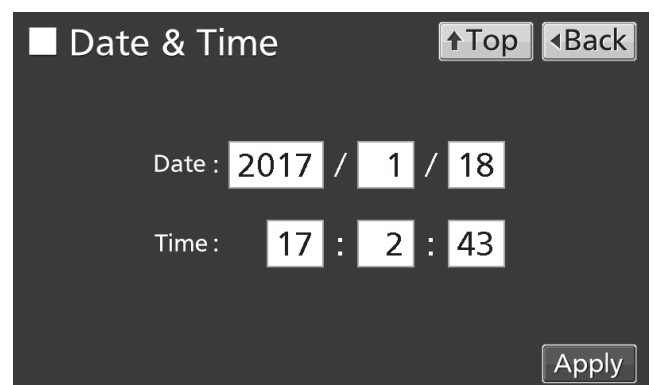 Date & Time
↑Top ◂Back
Date : 2017 / 1 / 18
Time : 17 : 2 : 43
Apply